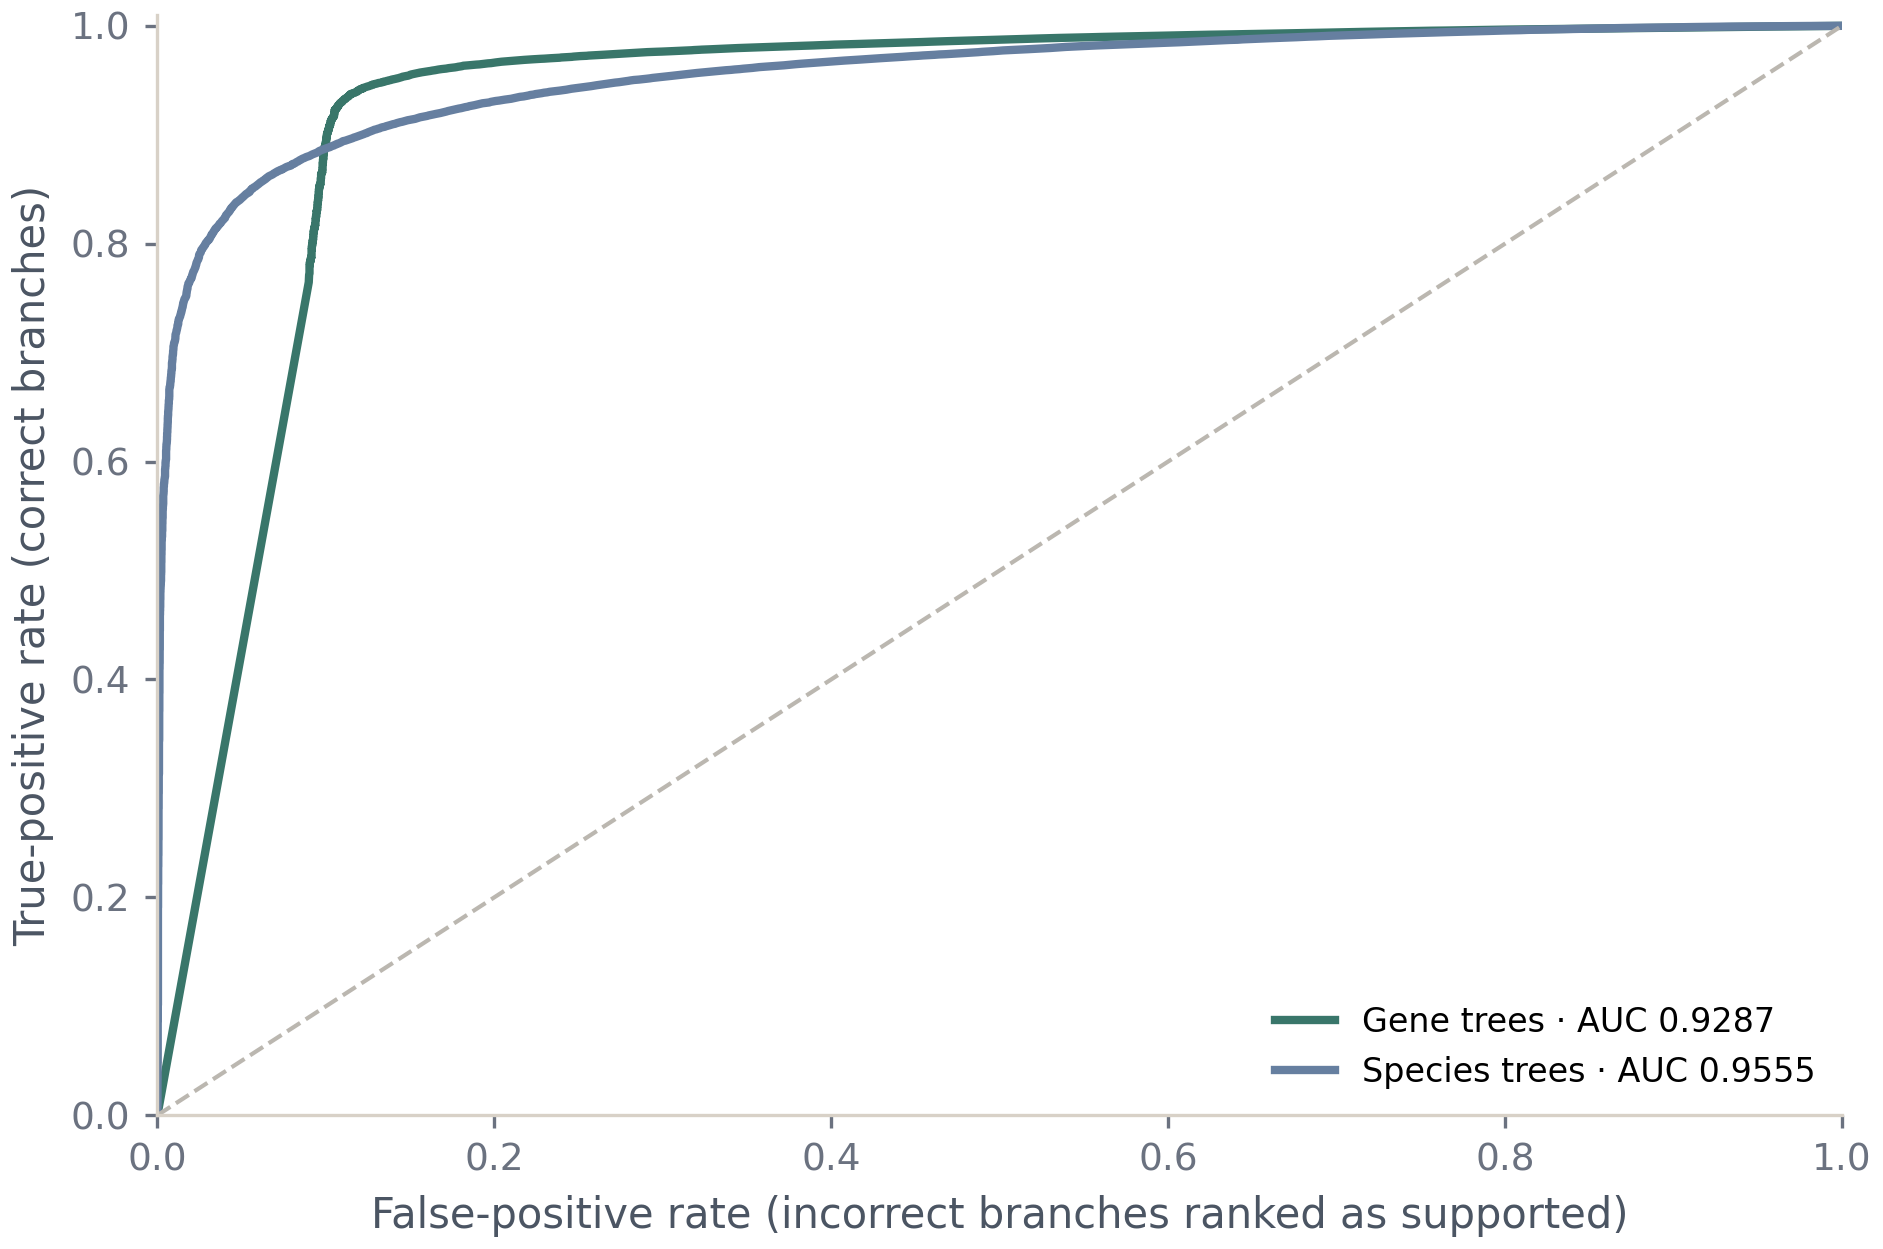 True-positive rate (correct branches)
1.0
0.8
0.6
0.4
0.2
0.0
Gene trees · AUC 0.9287
Species trees · AUC 0.9555
0.0 0.2 0.4 0.6 0.8 1.0
False-positive rate (incorrect branches ranked as supported)